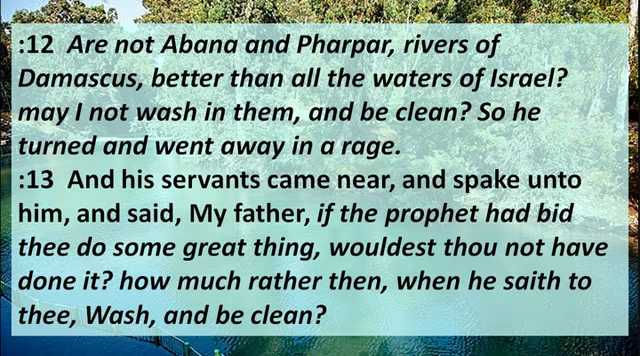 :12  Are not Abana and Pharpar, rivers of
Damascus, better than all the waters of Israel?
may I not wash in them, and be clean? So he
turned and went away in a rage.
:13  And his servants came near, and spake unto
him, and said, My father, if the prophet had bid
thee do some great thing, wouldest thou not have
done it? how much rather then, when he saith to
thee, Wash, and be clean?